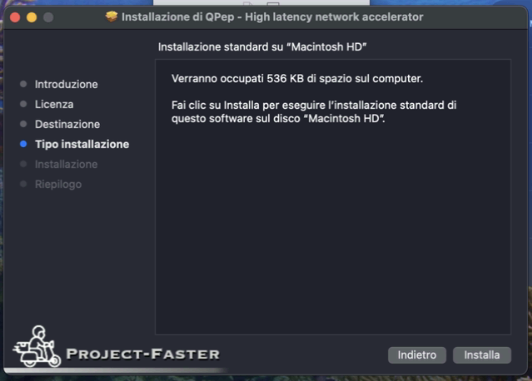 Installazione di QPep - High latency network accelerator
Installazione standard su “Macintosh HD”
Introduzione
Licenza
Destinazione
Tipo installazione
Installazione
Riepilogo
Verranno occupati 536 KB di spazio sul computer.
Fai clic su Installa per eseguire l’installazione standard di
questo software sul disco “Macintosh HD”.
PROJECT-FASTER
Indietro
Installa